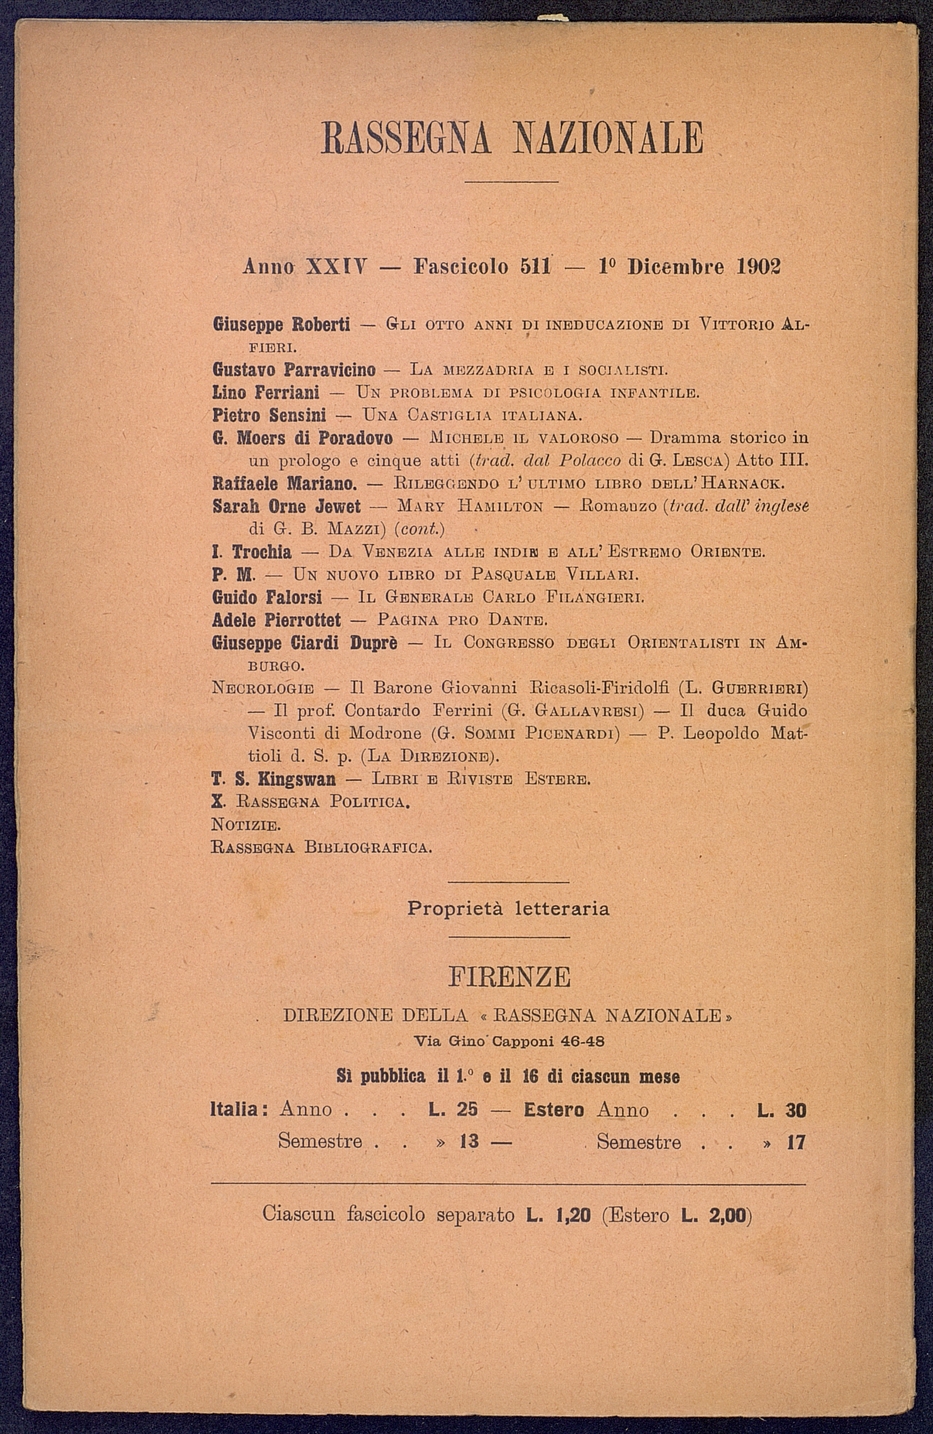 RASSEGNA NAZIONALE
Anno XXIV — Fascicolo 511 — 1º Dicembre 1902
Giuseppe Roberti — Gli otto anni di ineducazione di Vittorio Al-
fieri.
Gustavo Parravicino — La mezzadria e i socialisti.
Lino Ferriani — Un problema di psicologia infantile.
Pietro Sensini — Una Castiglia italiana.
G. Moers di Poradovo — Michele il valoroso — Dramma storico in
un prologo e cinque atti (trad. dal Polacco di G. Lesca) Atto III.
Raffaele Mariano. — Rileggendo l' ultimo libro dell' Harnack.
Sarah Orne Jewet — Mary Hamilton — Romanzo (trad. dall' inglese
di G. B. Mazzi) (cont.)
I. Trochia — Da Venezia alle indie e all' Estremo Oriente.
P. M. — Un nuovo libro di Pasquale Villari.
Guido Falorsi — Il Generale Carlo Filangieri.
Adele Pierrottet — Pagina pro Dante.
Giuseppe Ciardi Duprè — Il Congresso degli Orientalisti in Am-
burgo.
Necrologie — Il Barone Giovanni Ricasoli-Firidolfi (L. Guerrieri)
— Il prof. Contardo Ferrini (G. Gallavresi) — Il duca Guido
Visconti di Modrone (G. Sommi Picenardi) — P. Leopoldo Mat-
tioli d. S. p. (La Direzione).
T. S. Kingswan — Libri e Riviste Estere.
X. Rassegna Politica.
Notizie.
Rassegna Bibliografica.
Proprietà letteraria
FIRENZE
DIREZIONE DELLA « RASSEGNA NAZIONALE »
Via Gino Capponi 46-48
Si pubblica il 1.º e il 16 di ciascun mese
Italia: Anno . . . L. 25 — Estero Anno . . . L. 30
Semestre . . » 13 — Semestre . . » 17
Ciascun fascicolo separato L. 1,20 (Estero L. 2,00)